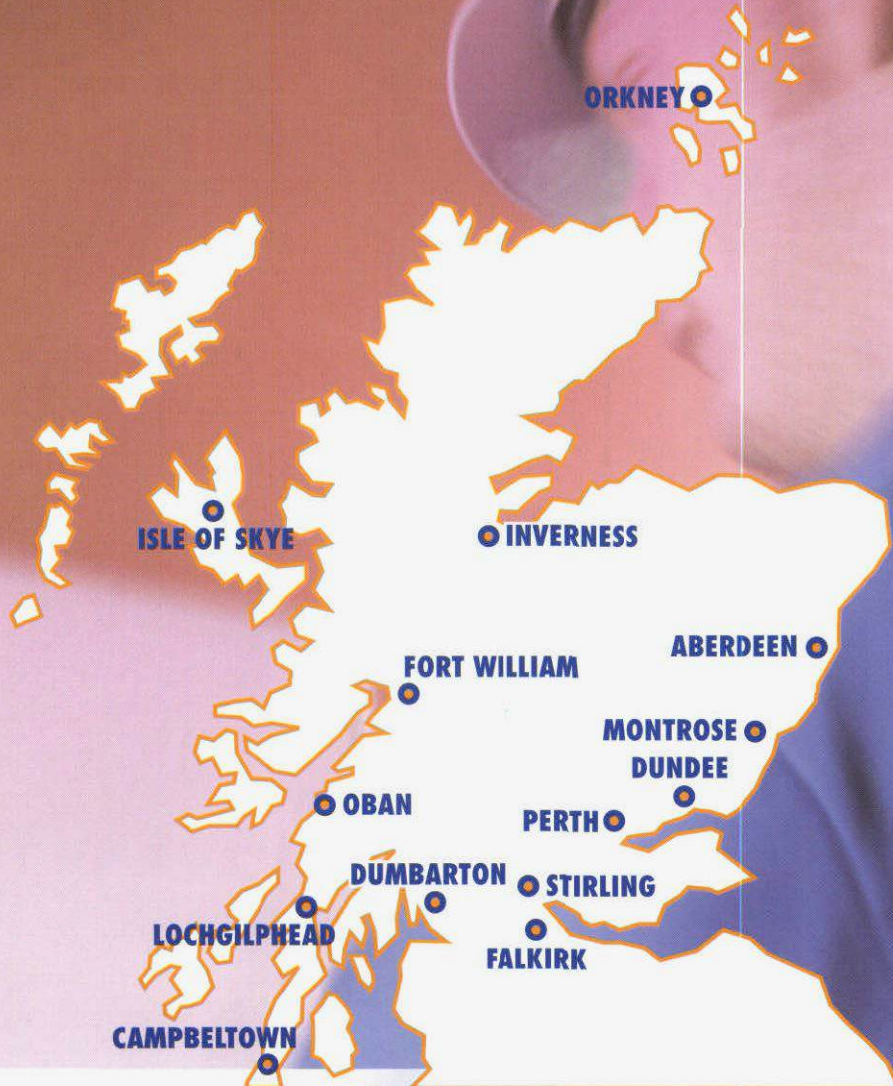 ORKNEY
ISLE OF SKYE
INVERNESS
ABERDEEN
FORT WILLIAM
MONTROSE
DUNDEE
OBAN
PERTH
DUMBARTON
STIRLING
LOCHGILPHEAD
FALKIRK
CAMPBELTOWN